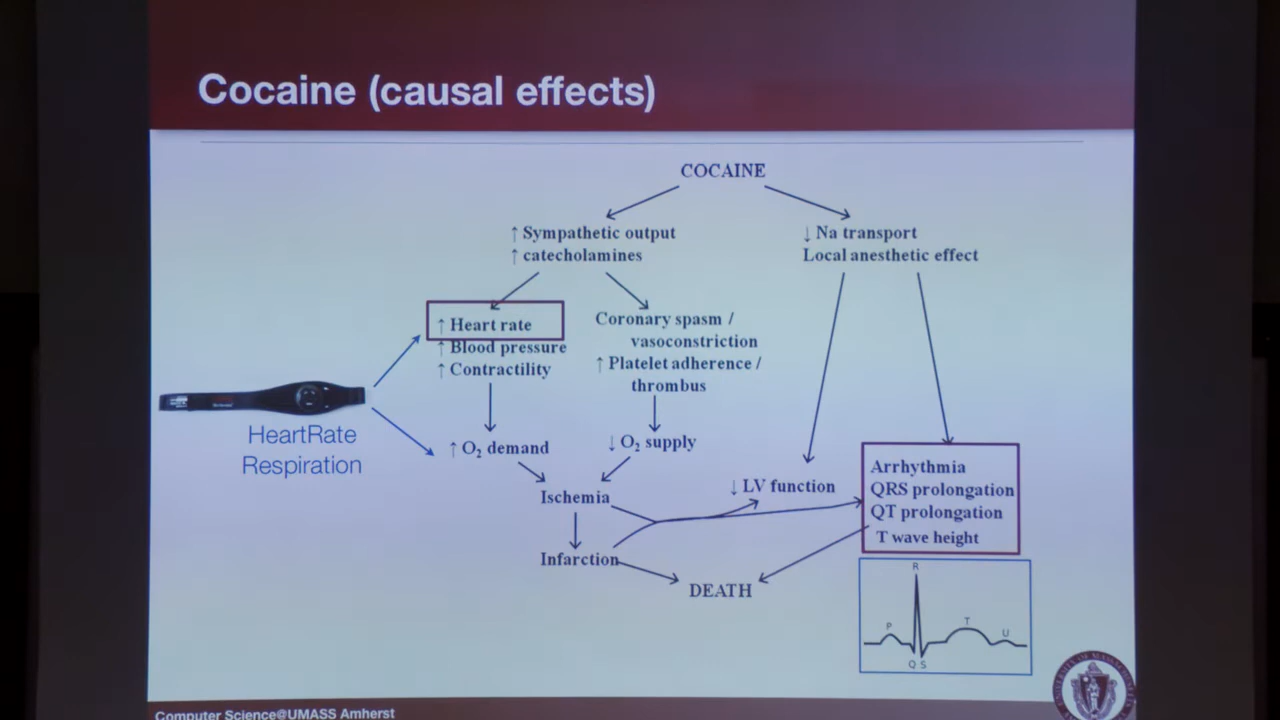 Cocaine (causal effects)
COCAINE
↑ Sympathetic output
↑ catecholamines
↓ Na transport
Local anesthetic effect
↑ Heart rate
↑ Blood pressure
↑ Contractility
Coronary spasm /
vasoconstriction
↑ Platelet adherence /
thrombus
HeartRate
Respiration
↑ O₂ demand
↓ O₂ supply
Ischemia
↓ LV function
Arrhythmia
QRS prolongation
QT prolongation
T wave height
Infarction
DEATH
R
P
T
U
Q S
Computer Science@UMASS Amherst